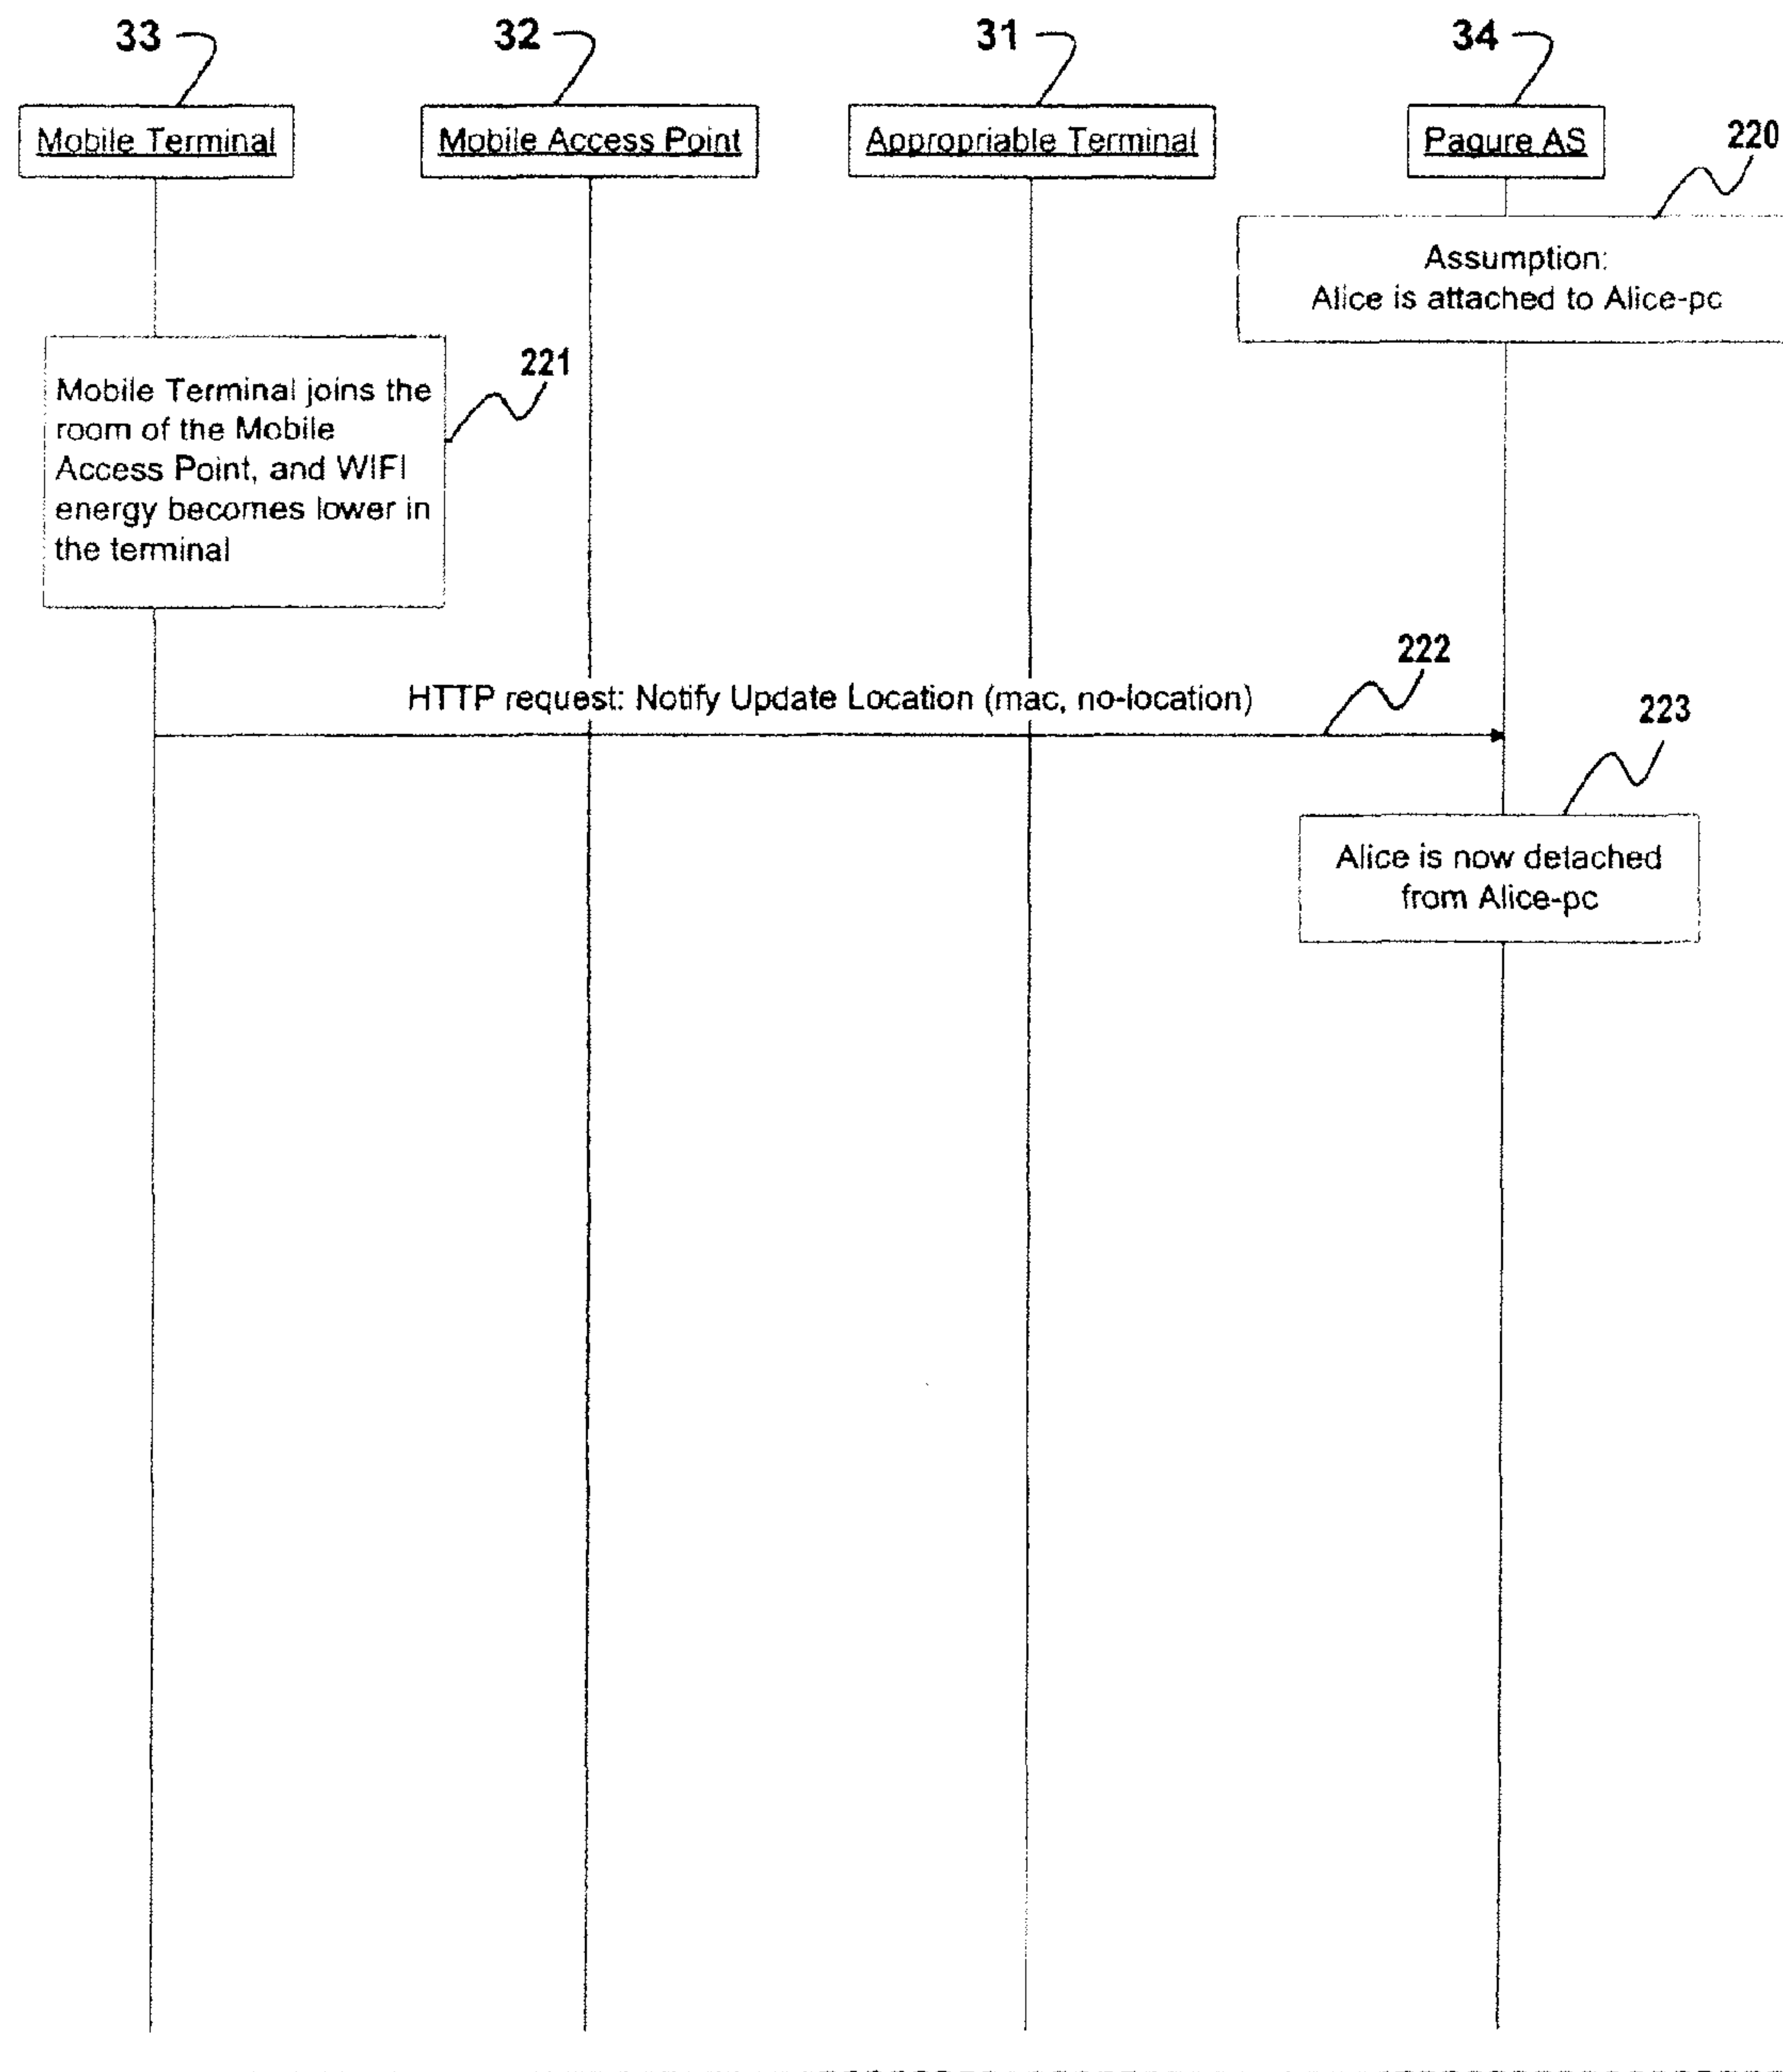 33
32
31
34
Mobile Terminal
Mobile Access Point
Appropriable Terminal
Pagure AS
220
Assumption:
Alice is attached to Alice-pc
221
Mobile Terminal joins the
room of the Mobile
Access Point, and WIFI
energy becomes lower in
the terminal
222
HTTP request: Notify Update Location (mac, no-location)
223
Alice is now detached
from Alice-pc